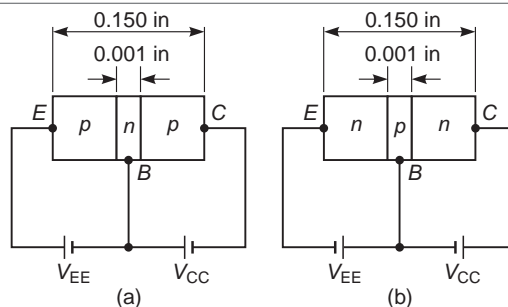 0.150 in 0.150 in
0.001 in 0.001 in
E C E C
p n p n p n
B B
V_EE V_CC V_EE V_CC
(a) (b)